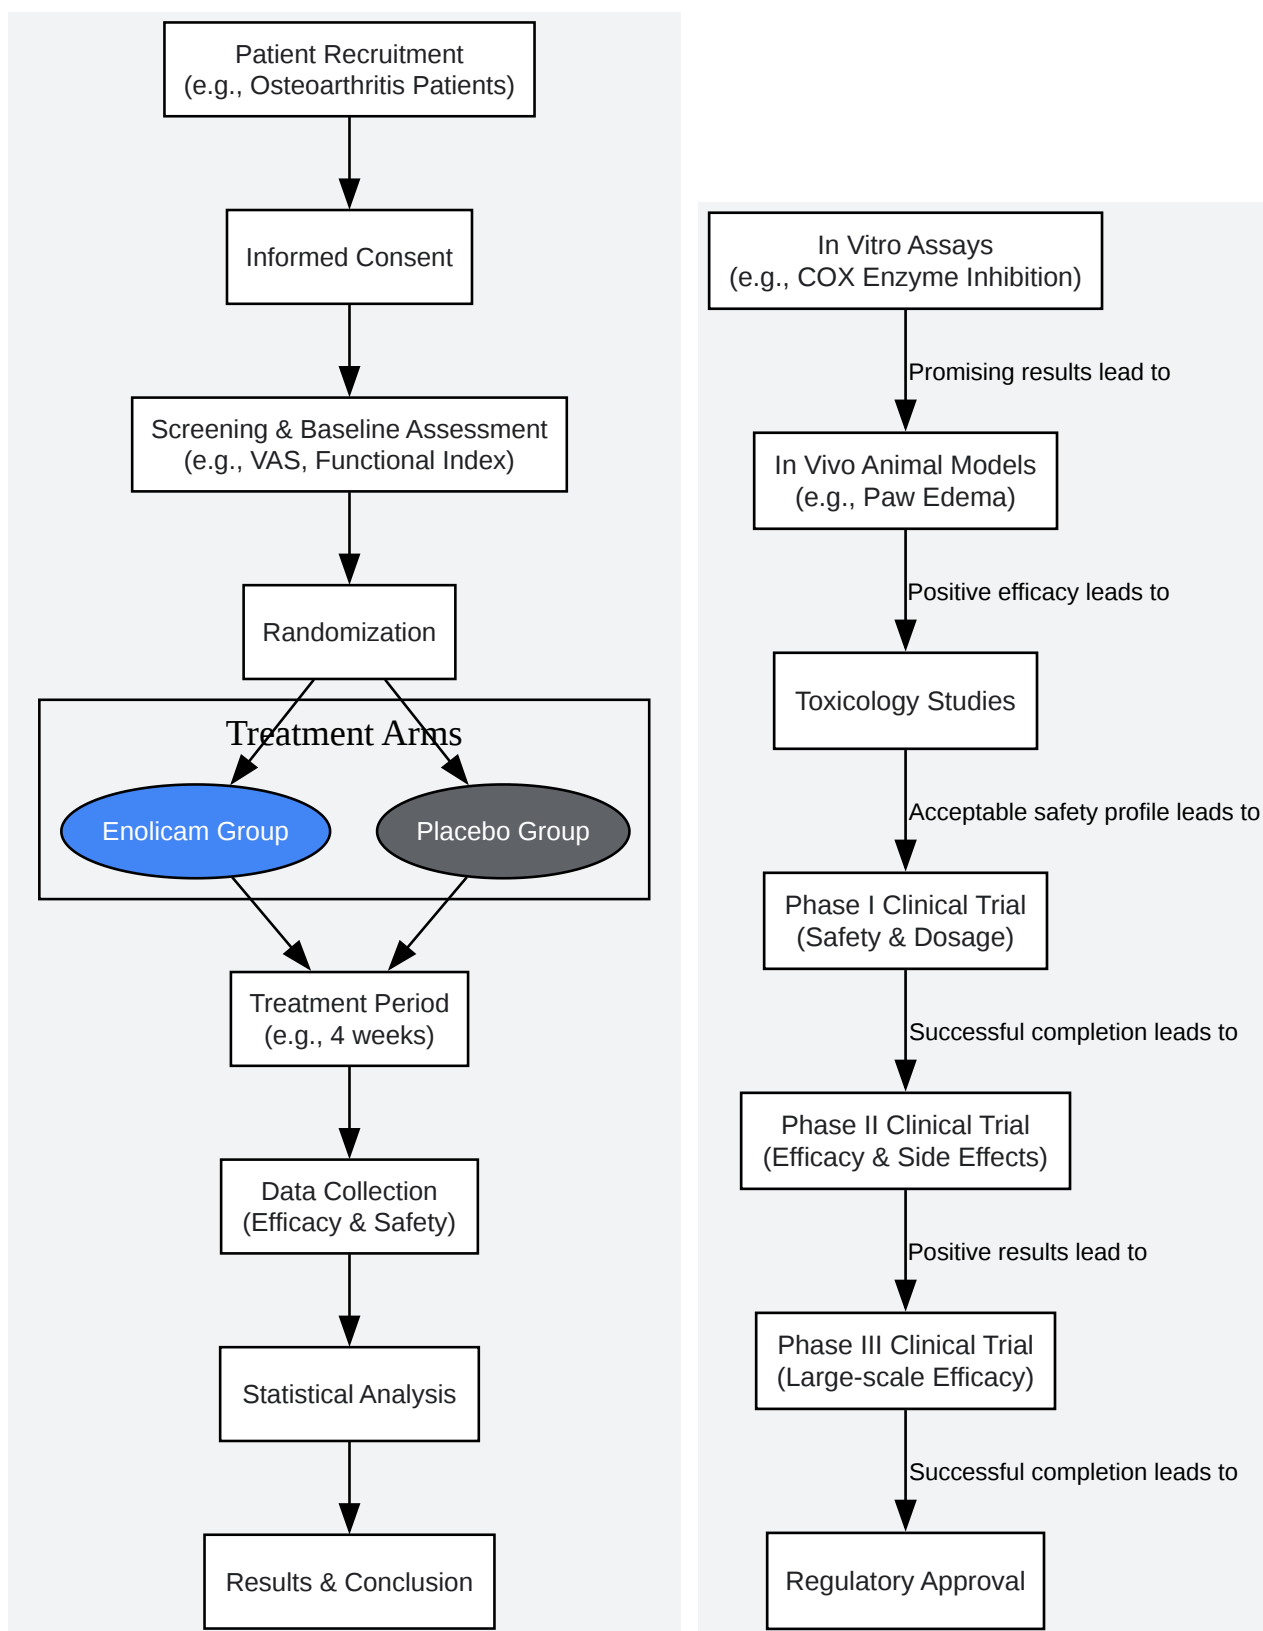 Patient Recruitment
(e.g., Osteoarthritis Patients)
Informed Consent
Screening & Baseline Assessment
(e.g., VAS, Functional Index)
Randomization
Treatment Arms
Enolicam Group
Placebo Group
Treatment Period
(e.g., 4 weeks)
Data Collection
(Efficacy & Safety)
Statistical Analysis
Results & Conclusion
In Vitro Assays
(e.g., COX Enzyme Inhibition)
Promising results lead to
In Vivo Animal Models
(e.g., Paw Edema)
Positive efficacy leads to
Toxicology Studies
Acceptable safety profile leads to
Phase I Clinical Trial
(Safety & Dosage)
Successful completion leads to
Phase II Clinical Trial
(Efficacy & Side Effects)
Positive results lead to
Phase III Clinical Trial
(Large-scale Efficacy)
Successful completion leads to
Regulatory Approval